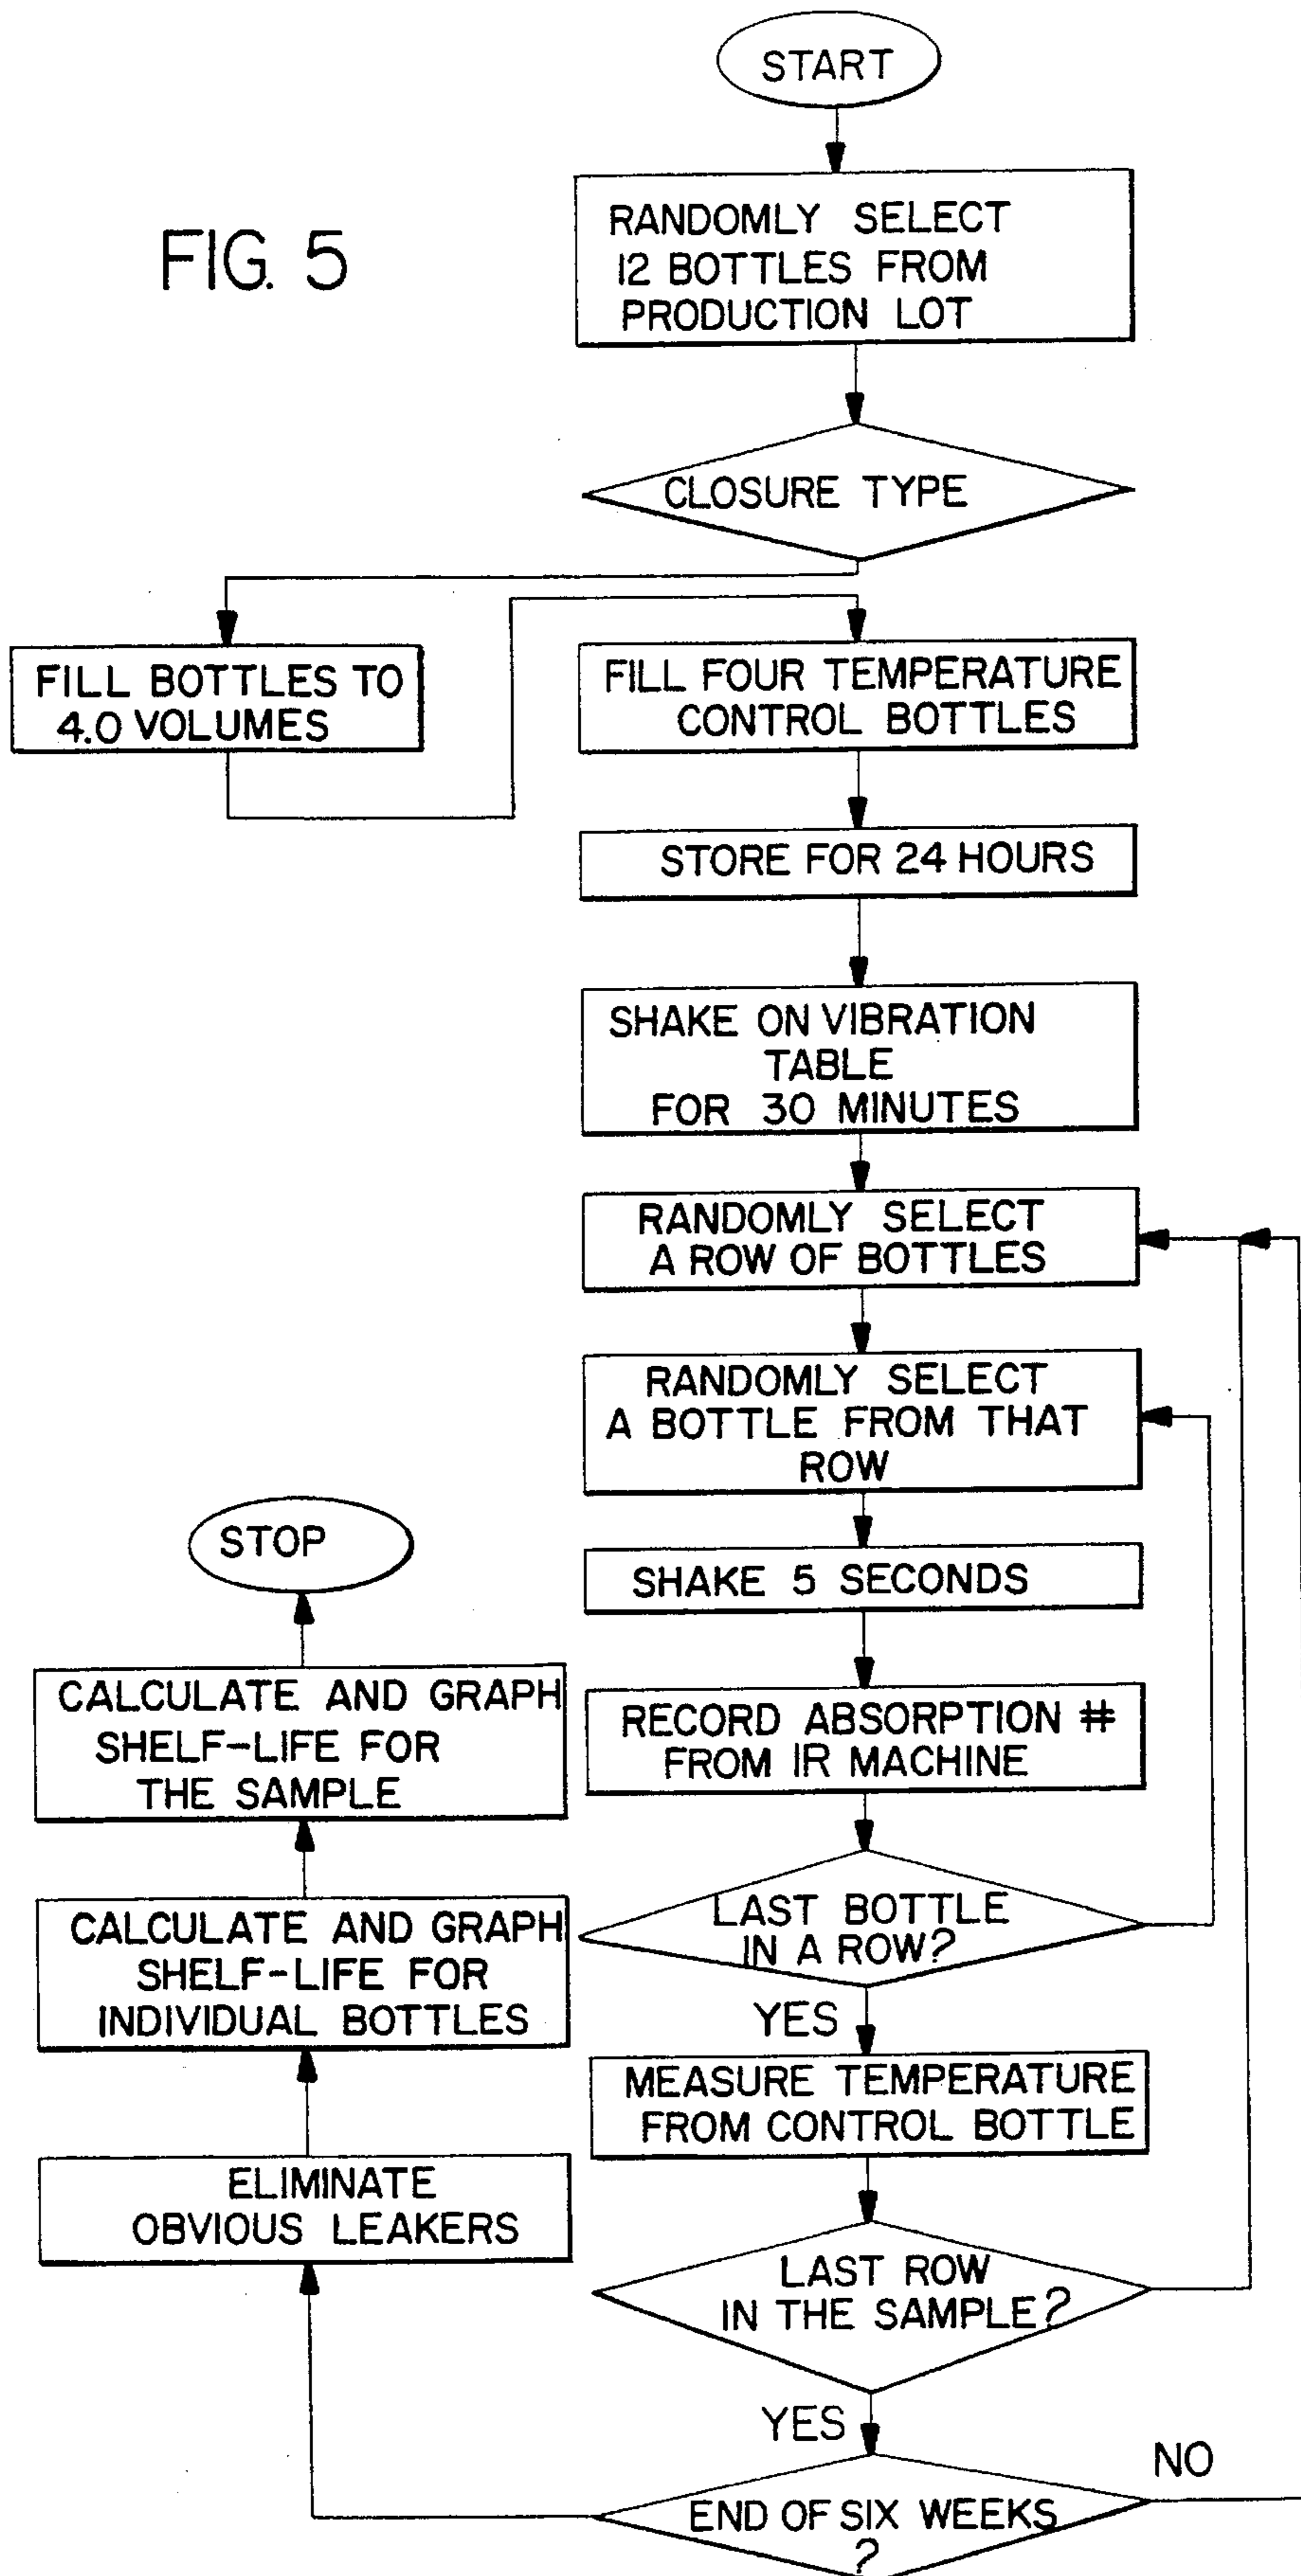 START
FIG. 5
RANDOMLY SELECT
12 BOTTLES FROM
PRODUCTION LOT
CLOSURE TYPE
FILL BOTTLES TO
4.0 VOLUMES
FILL FOUR TEMPERATURE
CONTROL BOTTLES
STORE FOR 24 HOURS
SHAKE ON VIBRATION
TABLE
FOR 30 MINUTES
RANDOMLY SELECT
A ROW OF BOTTLES
RANDOMLY SELECT
A BOTTLE FROM THAT
ROW
SHAKE 5 SECONDS
RECORD ABSORPTION #
FROM IR MACHINE
LAST BOTTLE
IN A ROW?
YES
MEASURE TEMPERATURE
FROM CONTROL BOTTLE
LAST ROW
IN THE SAMPLE?
YES
NO
END OF SIX WEEKS
?
ELIMINATE
OBVIOUS LEAKERS
CALCULATE AND GRAPH
SHELF-LIFE FOR
INDIVIDUAL BOTTLES
CALCULATE AND GRAPH
SHELF-LIFE FOR
THE SAMPLE
STOP